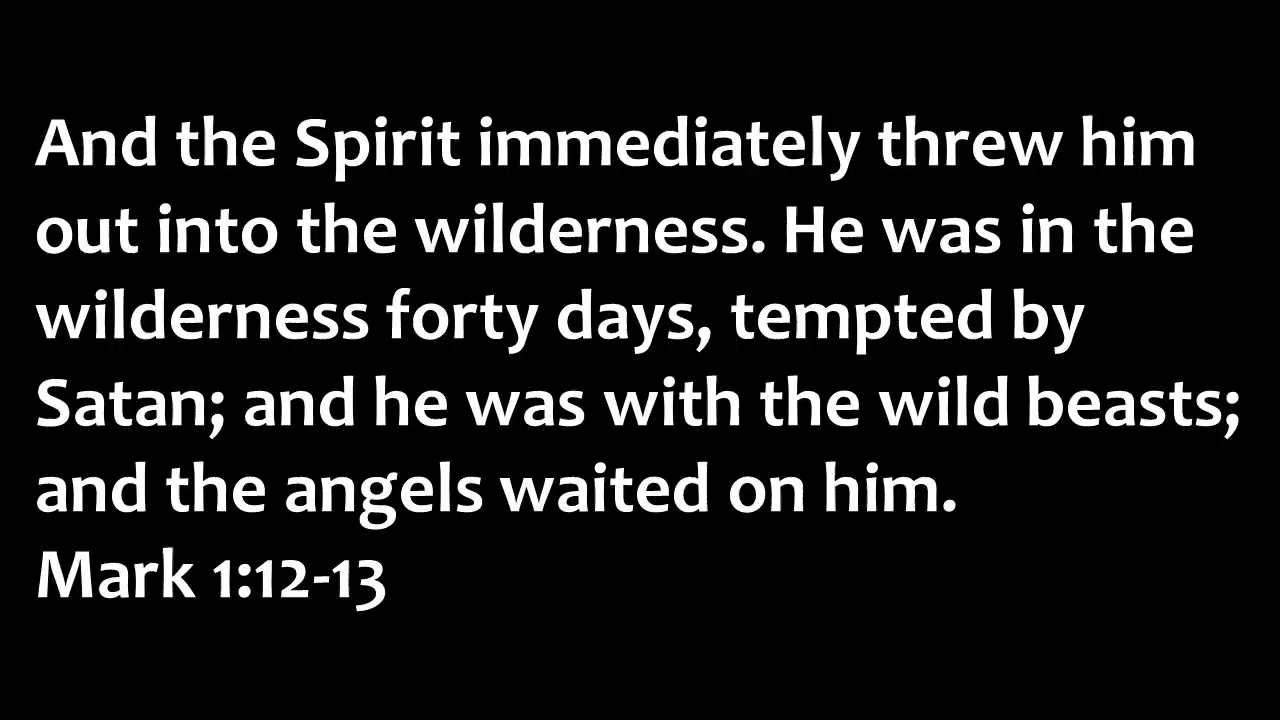 And the Spirit immediately threw him
out into the wilderness. He was in the
wilderness forty days, tempted by
Satan; and he was with the wild beasts;
and the angels waited on him.
Mark 1:12-13